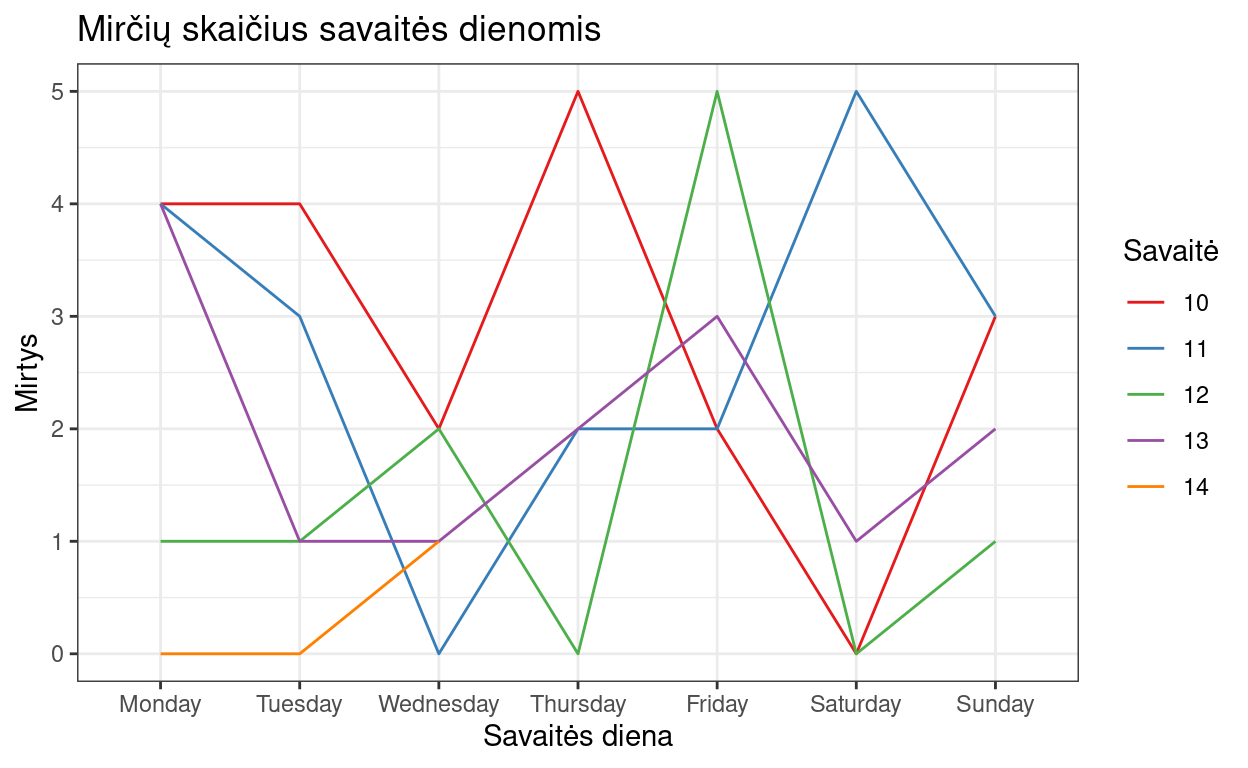 Mirčių skaičius savaitės dienomis
5
4
3
2
1
0
Mirtys
Monday Tuesday Wednesday Thursday Friday Saturday Sunday
Savaitės diena
Savaitė
10
11
12
13
14